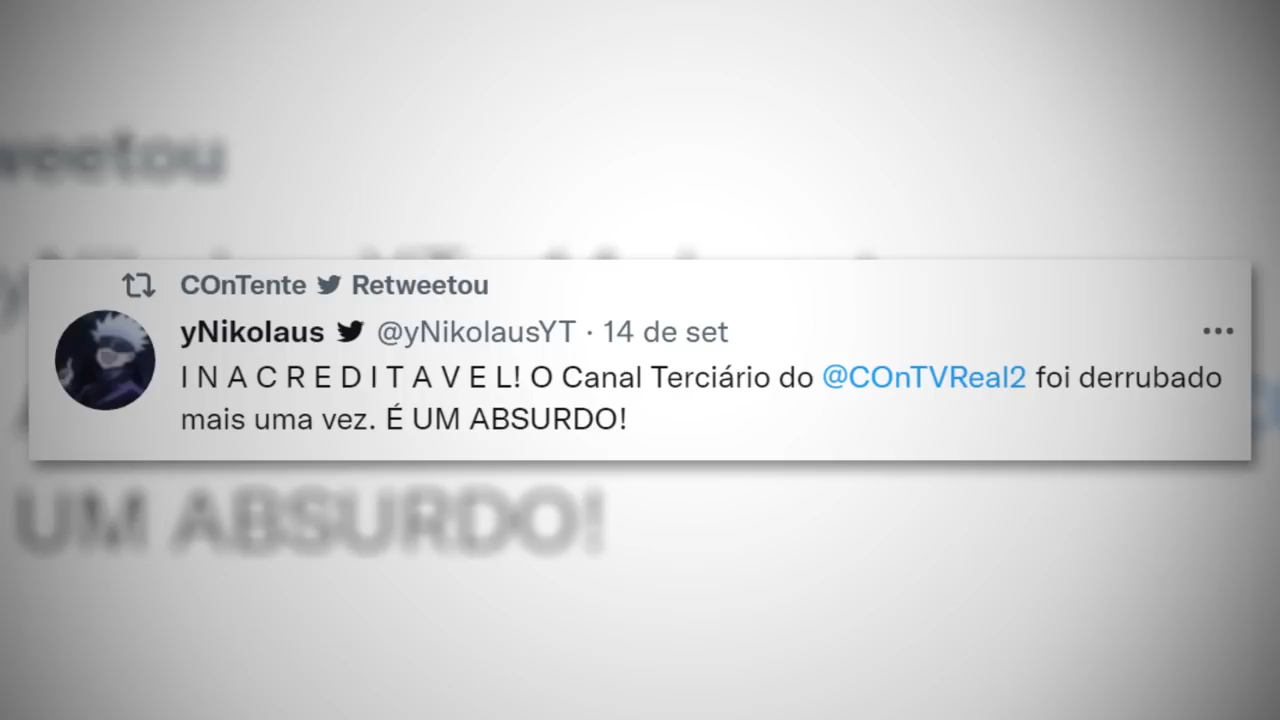 weetou
COnTente Retweetou
yNikolaus @yNikolausYT · 14 de set
I N A C R E D I T A V E L! O Canal Terciário do @COnTVReal2 foi derrubado
mais uma vez. É UM ABSURDO!
UM ABSURDO!